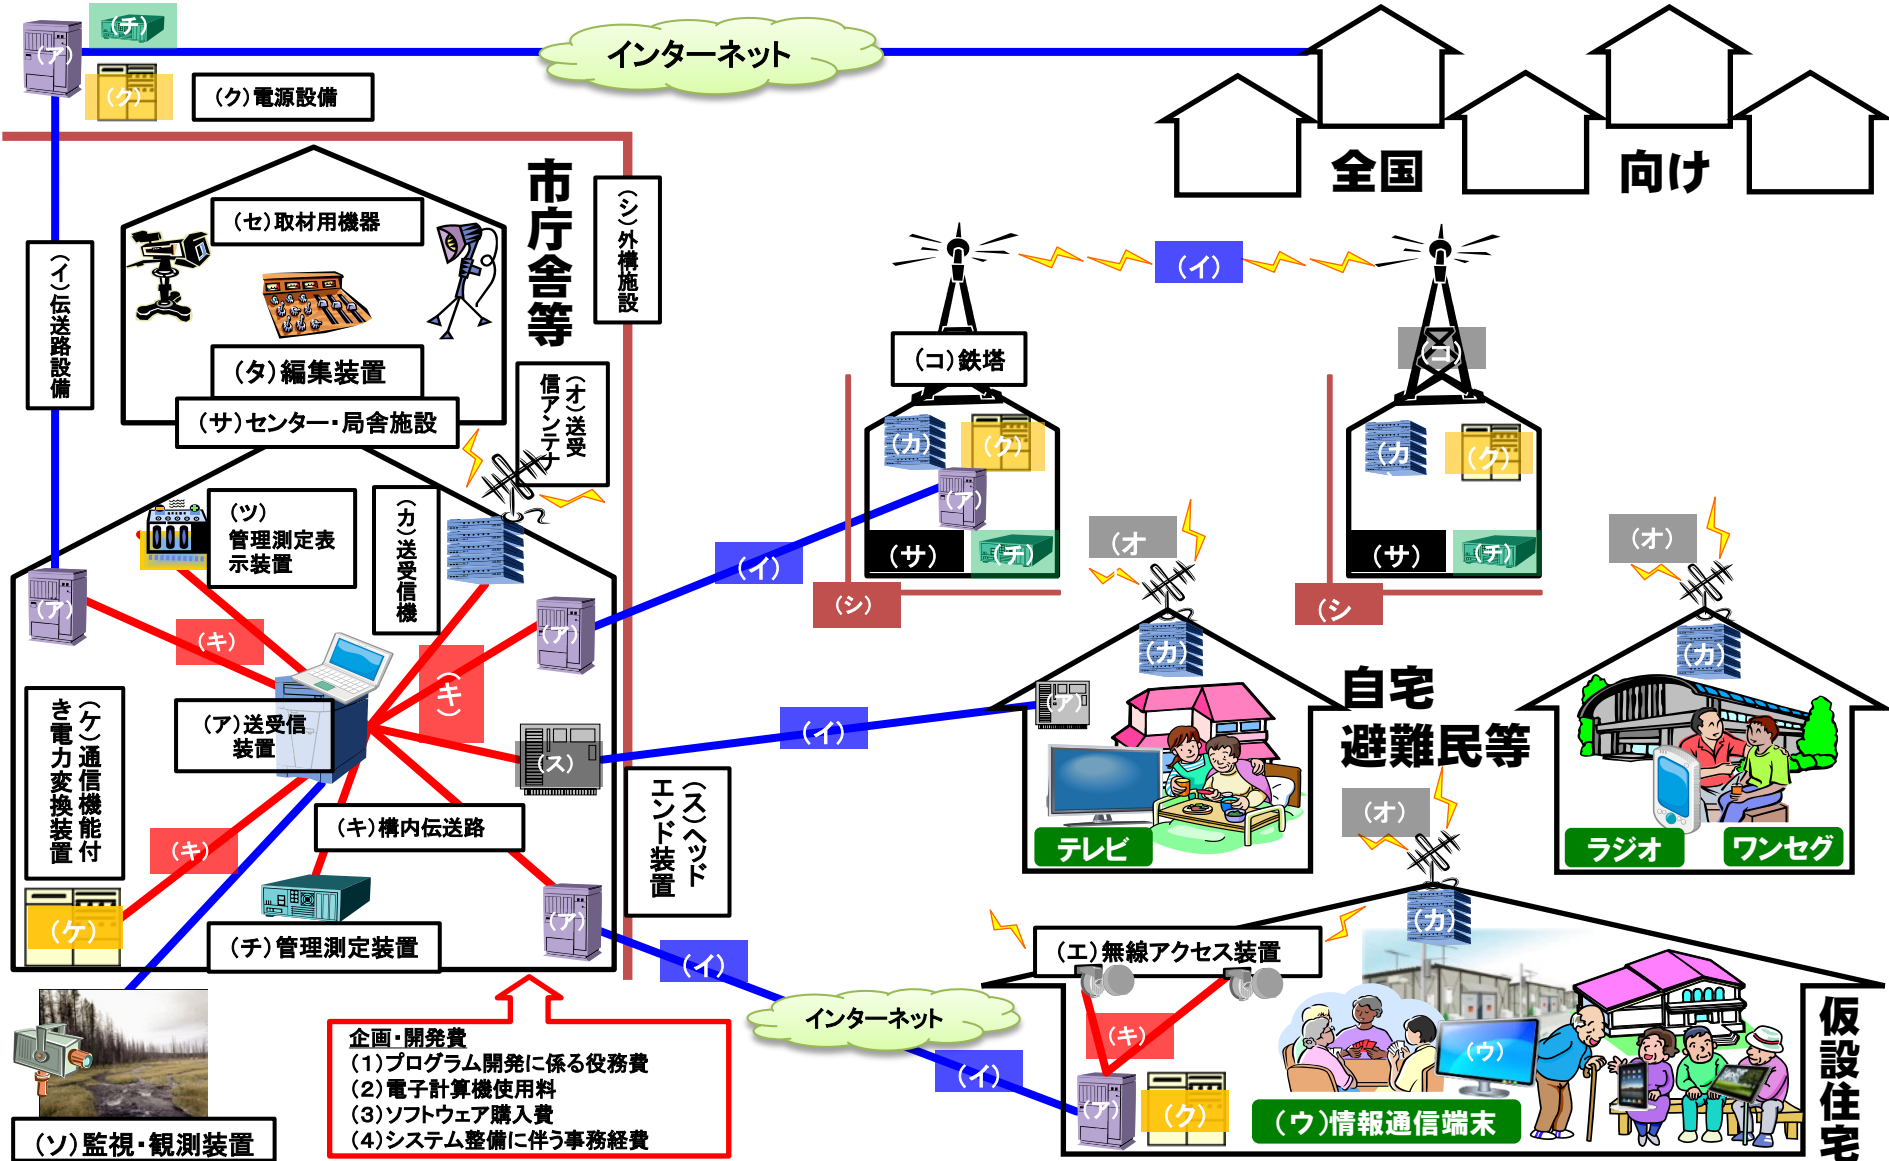 (ア)
(チ)
(ク)
(ク)電源設備
インターネット
全国
向け
市庁舎等
(シ)外構施設
(セ)取材用機器
(イ)伝送路設備
(タ)編集装置
(サ)センター・局舎施設
(オ)送受
信アンテナ
(イ)
(コ)鉄塔
(コ)
(カ)
(ク)
(ア)
(サ)
(チ)
(シ)
(カ
(ク)
(サ)
(チ)
(シ
(ツ)
管理測定表
示装置
(カ)送受信機
(ア)
(キ)
(ア)
(キ)
(イ)
(オ
(カ)
(ア)
(オ)
(カ)
(ケ)通信機能付
き電力変換装置
(ア)送受信
装置
(ス)
(イ)
(ス)ヘッド
エンド装置
(キ)構内伝送路
(キ)
(ケ)
(チ)管理測定装置
(ア)
(イ)
自宅
避難民等
テレビ
ラジオ
ワンセグ
(オ)
(カ)
(エ)無線アクセス装置
(キ)
(ア)
(ク)
(ウ)
(ウ)情報通信端末
仮設住宅
インターネット
(イ)
(ソ)監視・観測装置
企画・開発費
(1)プログラム開発に係る役務費
(2)電子計算機使用料
(3)ソフトウェア購入費
(4)システム整備に伴う事務経費